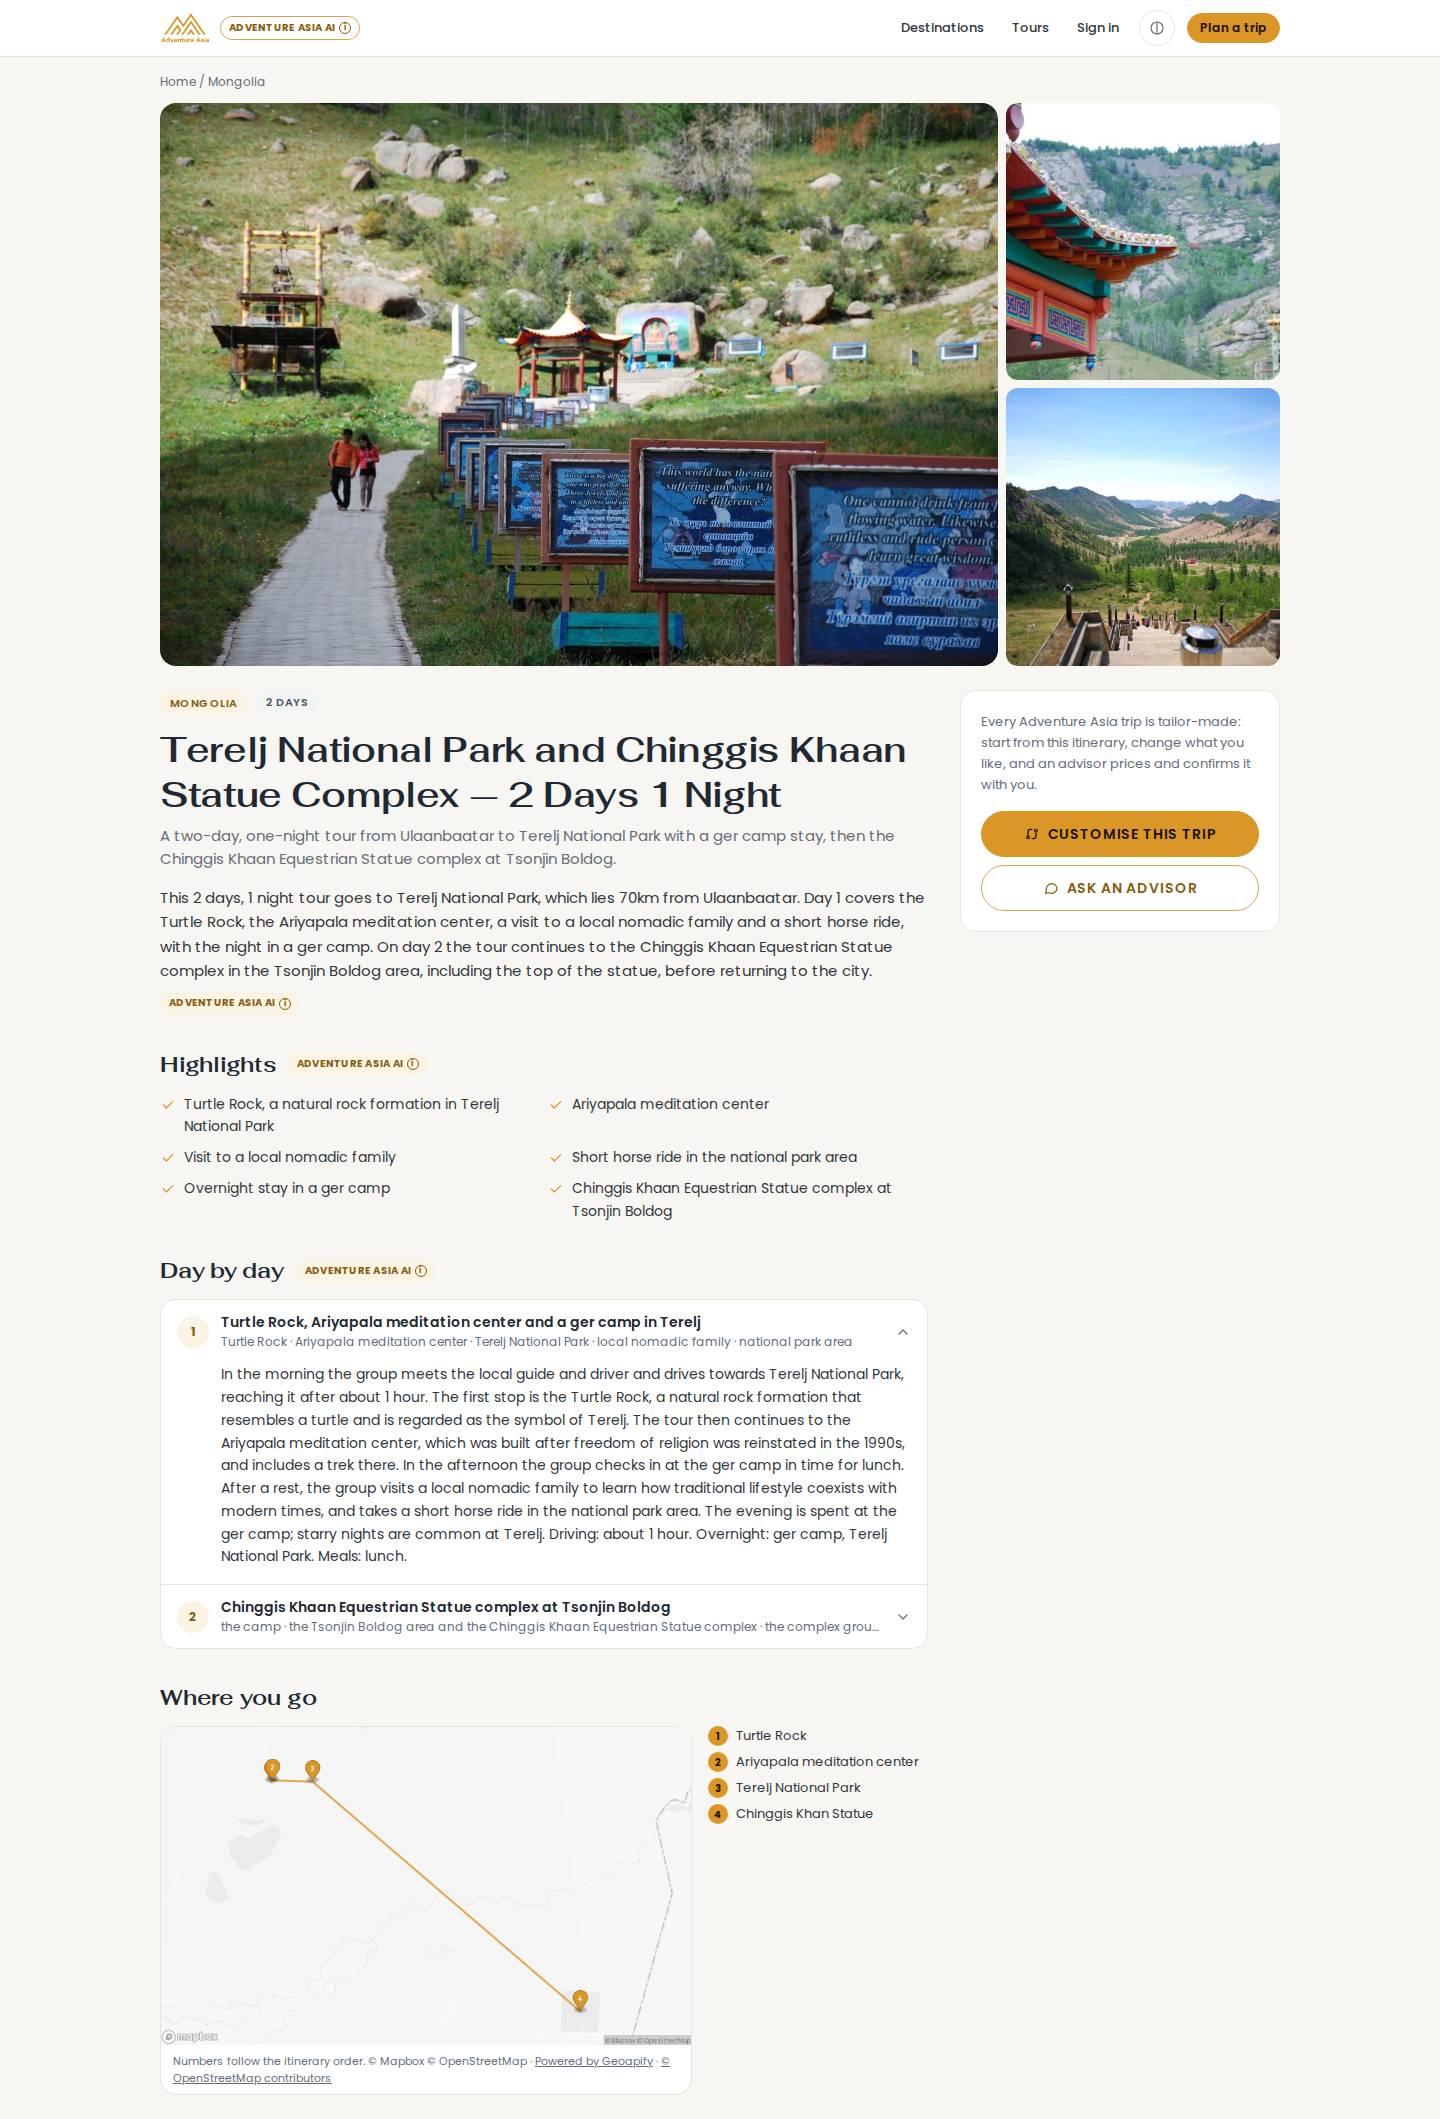 Adventure Asia
ADVENTURE ASIA AI
Destinations
Tours
Sign in
Plan a trip
Home / Mongolia
This world has the natu
suffering anyway. Wh
the difference?
One cannot drink from
flowing water. Likewise
ruthless and rude person
learn great wisdom.
MONGOLIA
2 DAYS
Terelj National Park and Chinggis Khaan
Statue Complex — 2 Days 1 Night
A two-day, one-night tour from Ulaanbaatar to Terelj National Park with a ger camp stay, then the
Chinggis Khaan Equestrian Statue complex at Tsonjin Boldog.
This 2 days, 1 night tour goes to Terelj National Park, which lies 70km from Ulaanbaatar. Day 1 covers the
Turtle Rock, the Ariyapala meditation center, a visit to a local nomadic family and a short horse ride,
with the night in a ger camp. On day 2 the tour continues to the Chinggis Khaan Equestrian Statue
complex in the Tsonjin Boldog area, including the top of the statue, before returning to the city.
ADVENTURE ASIA AI
Every Adventure Asia trip is tailor-made:
start from this itinerary, change what you
like, and an advisor prices and confirms it
with you.
CUSTOMISE THIS TRIP
ASK AN ADVISOR
Highlights
ADVENTURE ASIA AI
Turtle Rock, a natural rock formation in Terelj
National Park
Ariyapala meditation center
Visit to a local nomadic family
Short horse ride in the national park area
Overnight stay in a ger camp
Chinggis Khaan Equestrian Statue complex at
Tsonjin Boldog
Day by day
ADVENTURE ASIA AI
1
Turtle Rock, Ariyapala meditation center and a ger camp in Terelj
Turtle Rock · Ariyapala meditation center · Terelj National Park · local nomadic family · national park area
In the morning the group meets the local guide and driver and drives towards Terelj National Park,
reaching it after about 1 hour. The first stop is the Turtle Rock, a natural rock formation that
resembles a turtle and is regarded as the symbol of Terelj. The tour then continues to the
Ariyapala meditation center, which was built after freedom of religion was reinstated in the 1990s,
and includes a trek there. In the afternoon the group checks in at the ger camp in time for lunch.
After a rest, the group visits a local nomadic family to learn how traditional lifestyle coexists with
modern times, and takes a short horse ride in the national park area. The evening is spent at the
ger camp; starry nights are common at Terelj. Driving: about 1 hour. Overnight: ger camp, Terelj
National Park. Meals: lunch.
2
Chinggis Khaan Equestrian Statue complex at Tsonjin Boldog
the camp · the Tsonjin Boldog area and the Chinggis Khaan Equestrian Statue complex · the complex grou...
Where you go
2
3
4
mapbox
© Mapbox © OpenStreetMap
1 Turtle Rock
2 Ariyapala meditation center
3 Terelj National Park
4 Chinggis Khan Statue
Numbers follow the itinerary order. © Mapbox © OpenStreetMap · Powered by Geoapify · ©
OpenStreetMap contributors